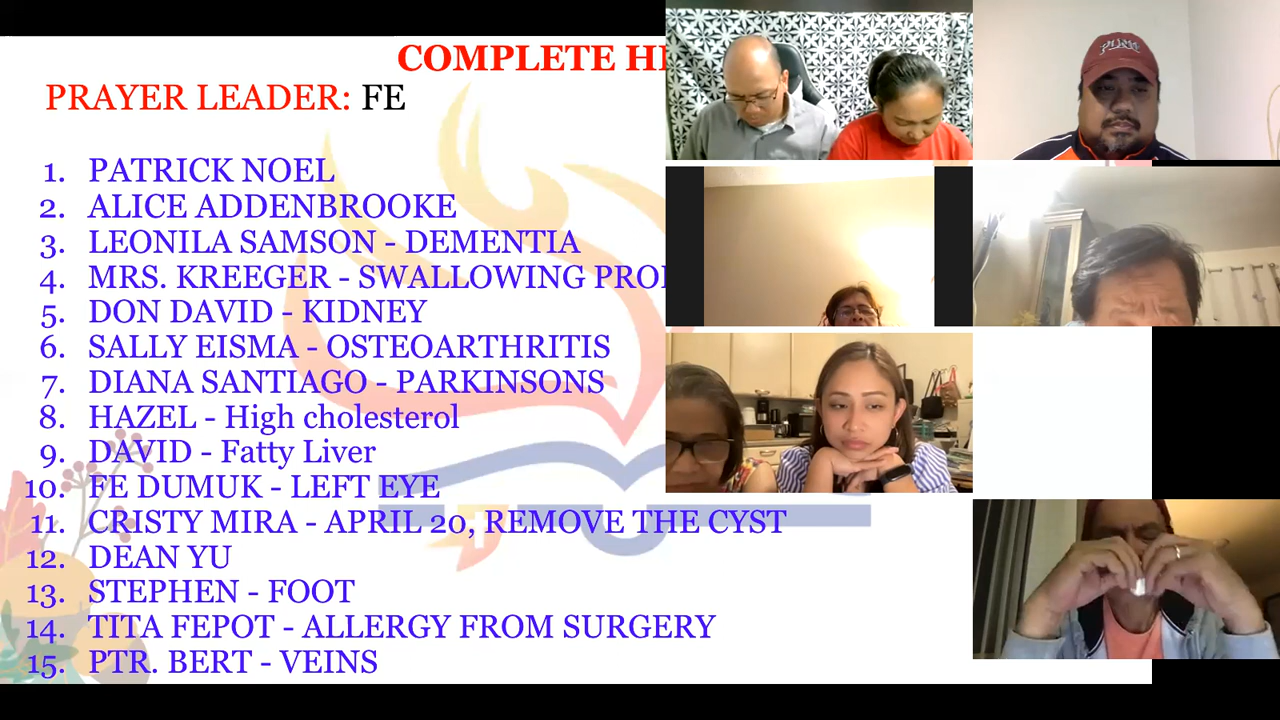 COMPLETE
PRAYER LEADER: FE
1. PATRICK NOEL
2. ALICE ADDENBROOKE
3. LEONILA SAMSON - DEMENTIA
4. MRS. KREEGER - SWALLOWING
5. DON DAVID - KIDNEY
6. SALLY EISMA - OSTEOARTHRITIS
7. DIANA SANTIAGO - PARKINSONS
8. HAZEL - High cholesterol
9. DAVID - Fatty Liver
10. FE DUMUK - LEFT EYE
11. CRISTY MIRA - APRIL 20, REMOVE THE CYST
12. DEAN YU
13. STEPHEN - FOOT
14. TITA FEPOT - ALLERGY FROM SURGERY
15. PTR. BERT - VEINS